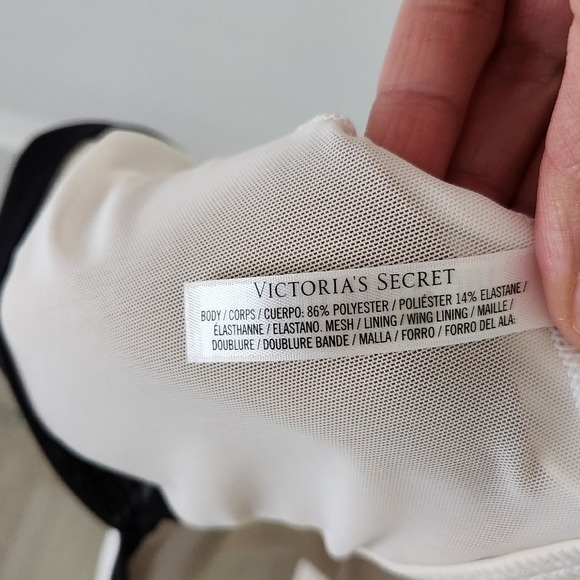 VICTORIA'S SECRET
BODY / CORPS / CUERPO: 86% POLYESTER / POLIÉSTER 14% ELASTANE /
ÉLASTHANNE / ELASTANO. MESH / LINING / WING LINING / MAILLE /
DOUBLURE / DOUBLURE BANDE / MALLA / FORRO / FORRO DEL ALA: